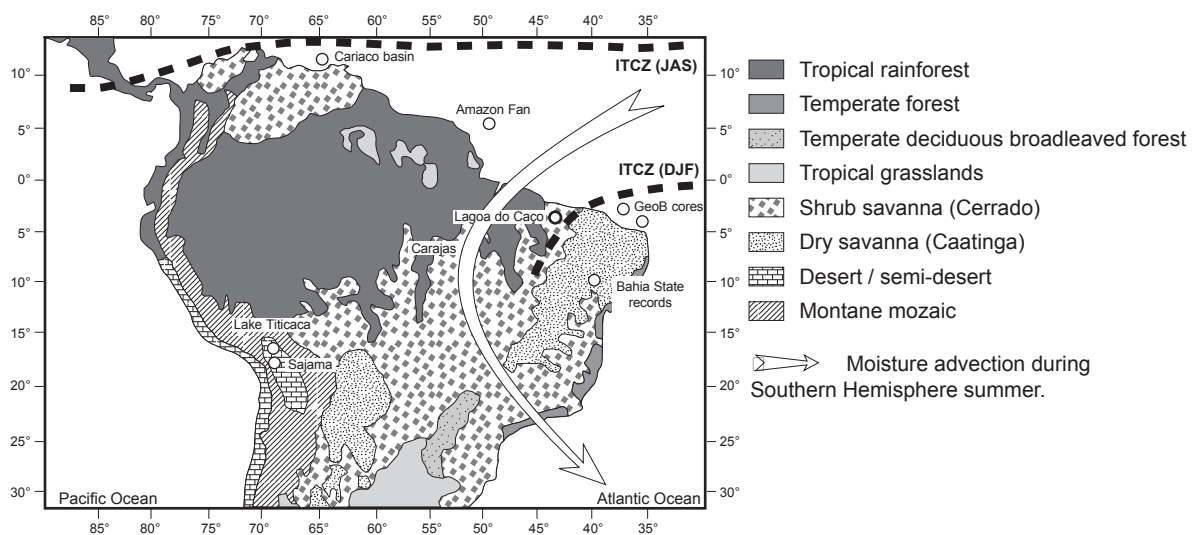 85° 80° 75° 70° 65° 60° 55° 50° 45° 40° 35°
Cariaco basin
ITCZ (JAS)
10° 10°
Amazon Fan
5° 5°
ITCZ (DJF)
0° 0°
GeoB cores
Lagoa do Caço
5° 5°
Carajas
10° 10°
Bahia State
records
Lake Titicaca
15° 15°
Sajama
20° 20°
25° 25°
30° 30°
Pacific Ocean Atlantic Ocean
85° 80° 75° 70° 65° 60° 55° 50° 45° 40° 35°
Tropical rainforest
Temperate forest
Temperate deciduous broadleaved forest
Tropical grasslands
Shrub savanna (Cerrado)
Dry savanna (Caatinga)
Desert / semi-desert
Montane mozaic
Moisture advection during
Southern Hemisphere summer.